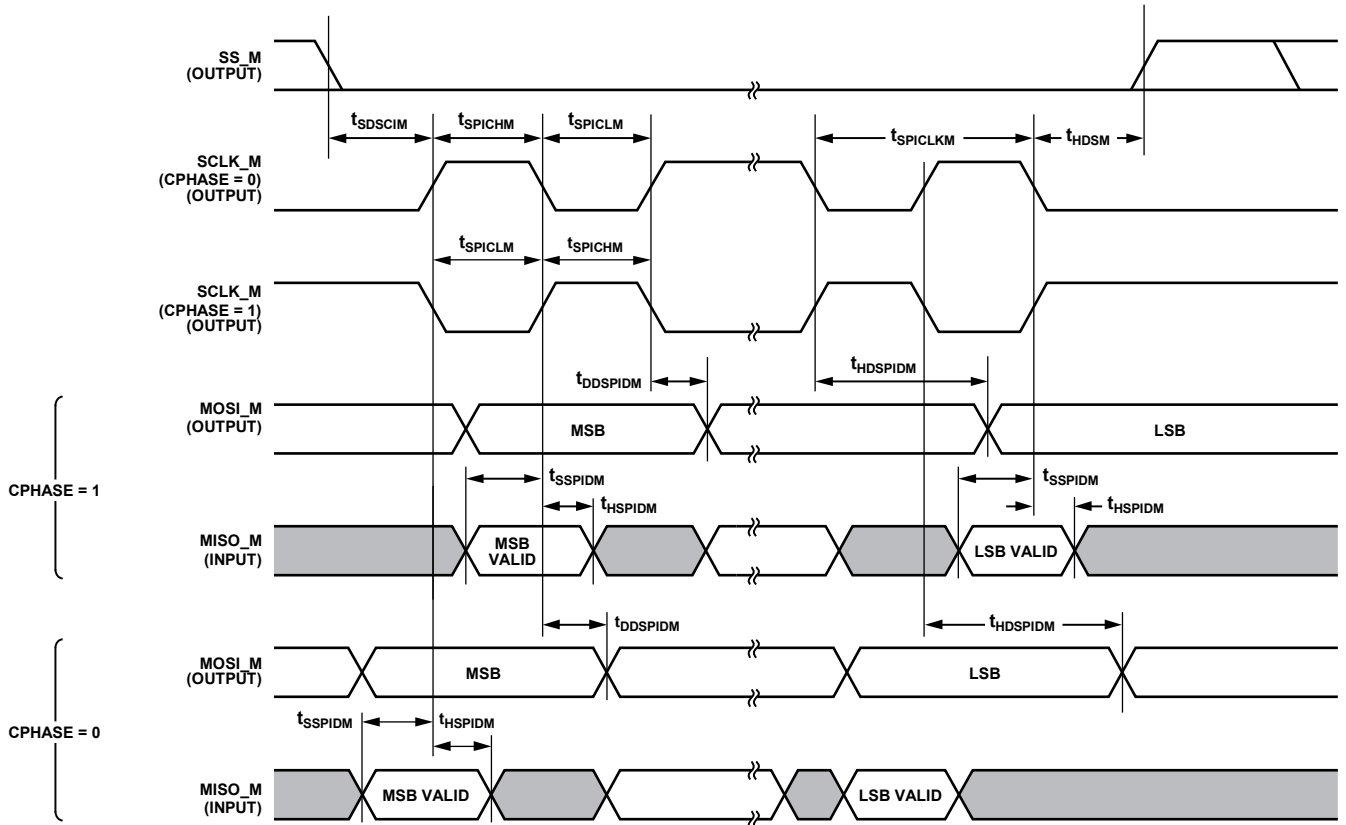 SS_M
(OUTPUT)
tSDSCIM tSPICHM tSPICLM tSPICLKM tHDSM
SCLK_M
(CPHASE = 0)
(OUTPUT)
tSPICLM tSPICHM
SCLK_M
(CPHASE = 1)
(OUTPUT)
tDDSPIDM tHDSPIDM
CPHASE = 1
MOSI_M
(OUTPUT)
MSB LSB
tSSPIDM tSSPIDM
tHSPIDM tHSPIDM
MISO_M
(INPUT)
MSB
VALID
LSB VALID
tDDSPIDM tHDSPIDM
CPHASE = 0
MOSI_M
(OUTPUT)
MSB LSB
tSSPIDM tHSPIDM
MISO_M
(INPUT)
MSB VALID LSB VALID